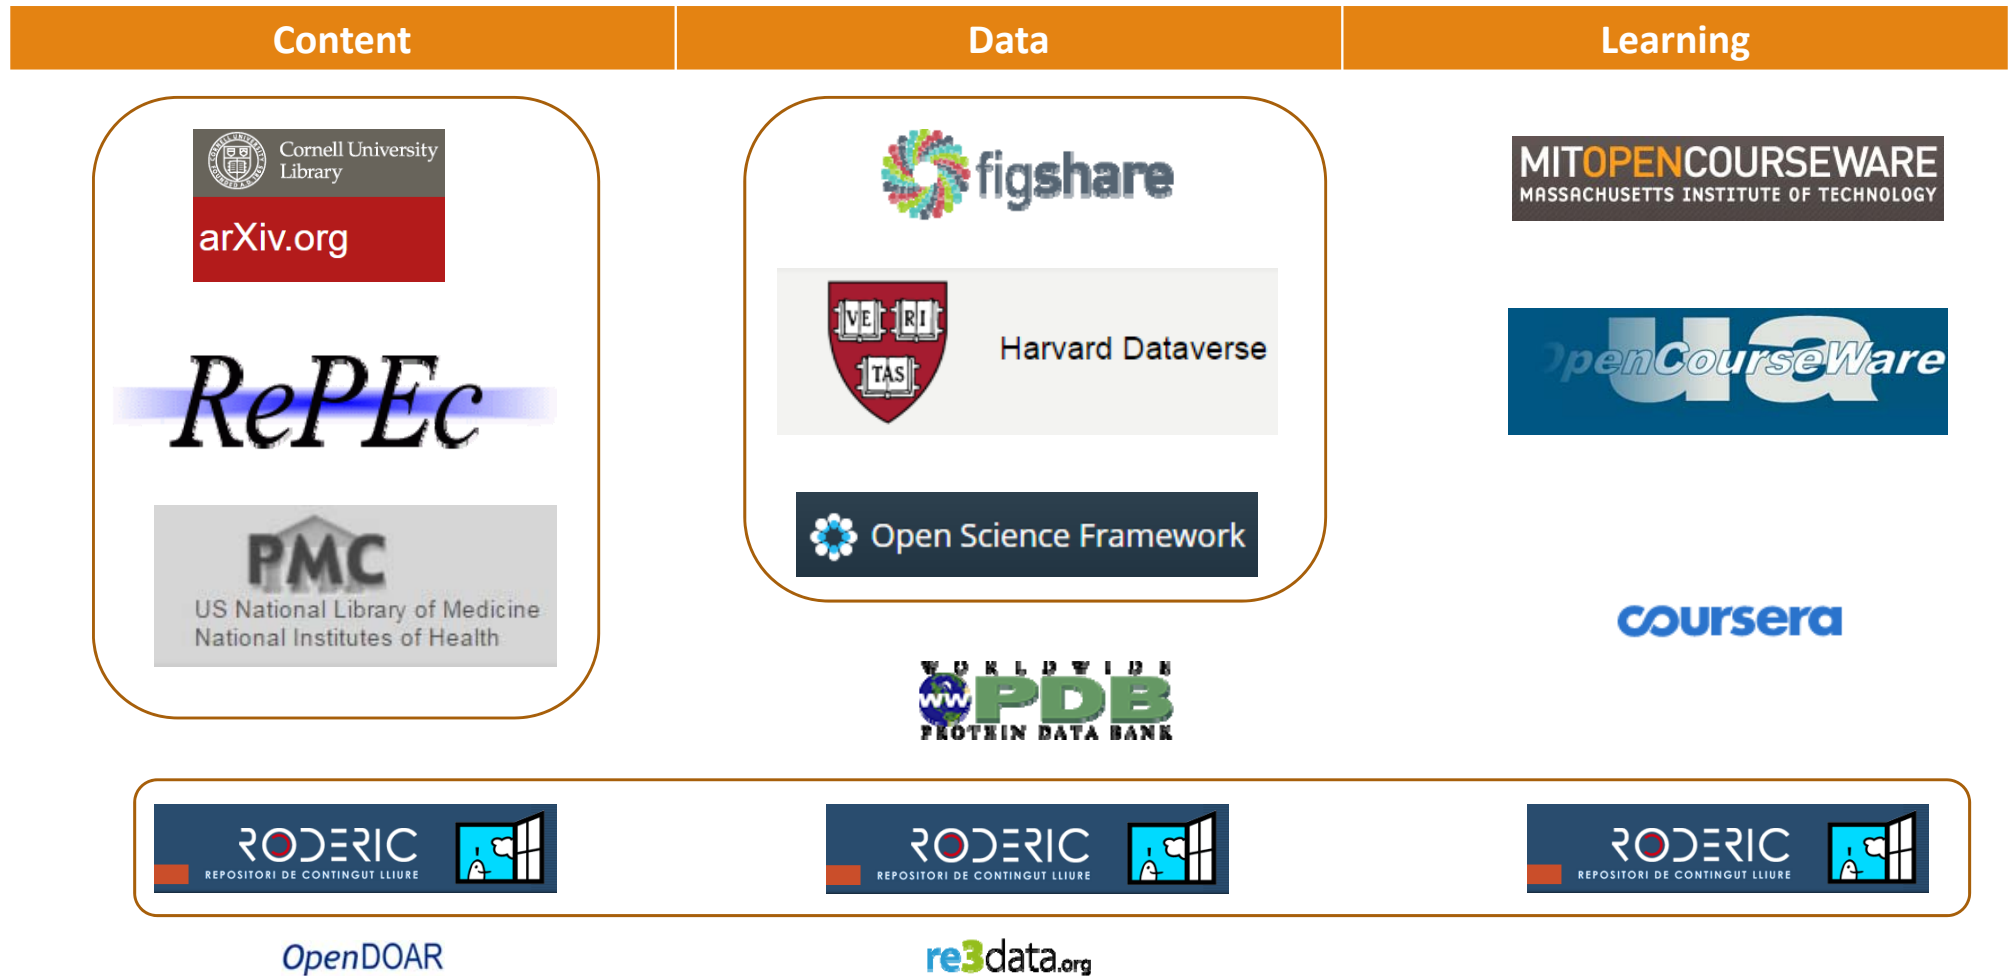 Content
Data
Learning
Cornell University
Library
arXiv.org
RePEc
PMC
US National Library of Medicine
National Institutes of Health
figshare
VE RI
TAS
Harvard Dataverse
Open Science Framework
WORLDWIDE
ww
PDB
PROTEIN DATA BANK
MITOPENCOURSEWARE
MASSACHUSETTS INSTITUTE OF TECHNOLOGY
ua
OpenCourseWare
coursera
RODERIC
REPOSITORI DE CONTINGUT LLIURE
RODERIC
REPOSITORI DE CONTINGUT LLIURE
RODERIC
REPOSITORI DE CONTINGUT LLIURE
OpenDOAR
re3data.org